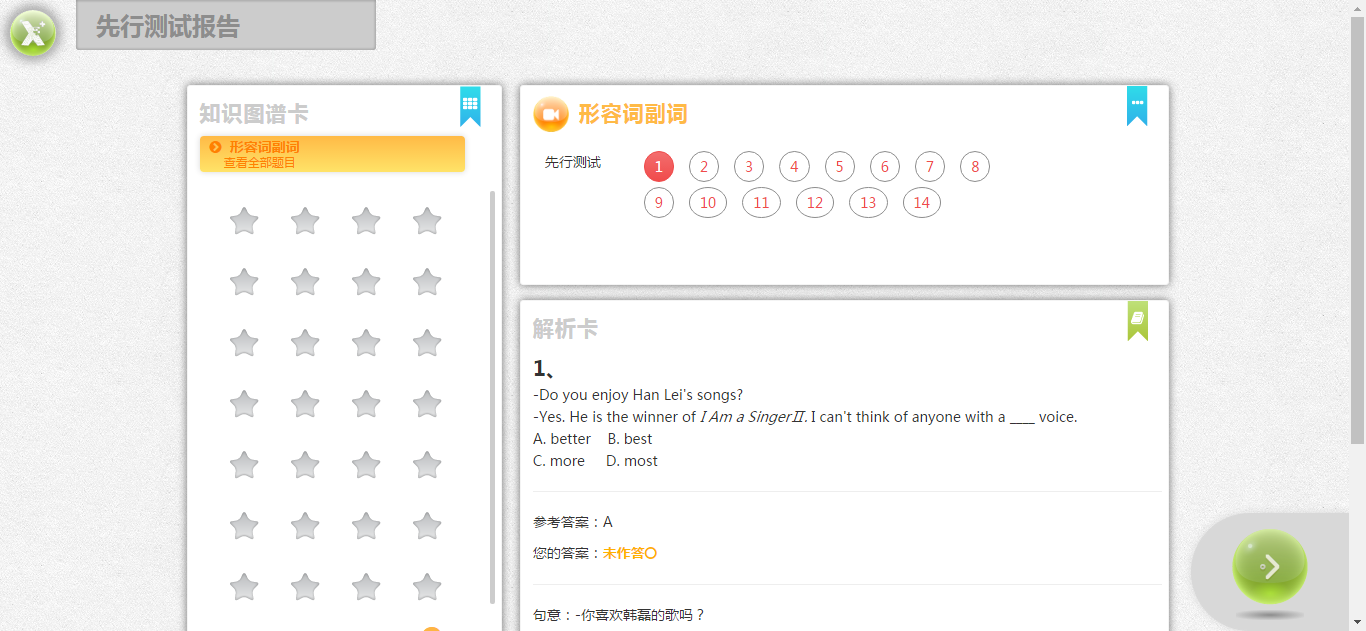 先行测试报告
知识图谱卡
形容词副词
查看全部题目
形容词副词
先行测试
1 2 3 4 5 6 7 8
9 10 11 12 13 14
解析卡
1、
-Do you enjoy Han Lei's songs?
-Yes. He is the winner of I Am a SingerⅡ. I can't think of anyone with a ____ voice.
A. better B. best
C. more D. most
参考答案：A
您的答案：未作答
句意：-你喜欢韩磊的歌吗？